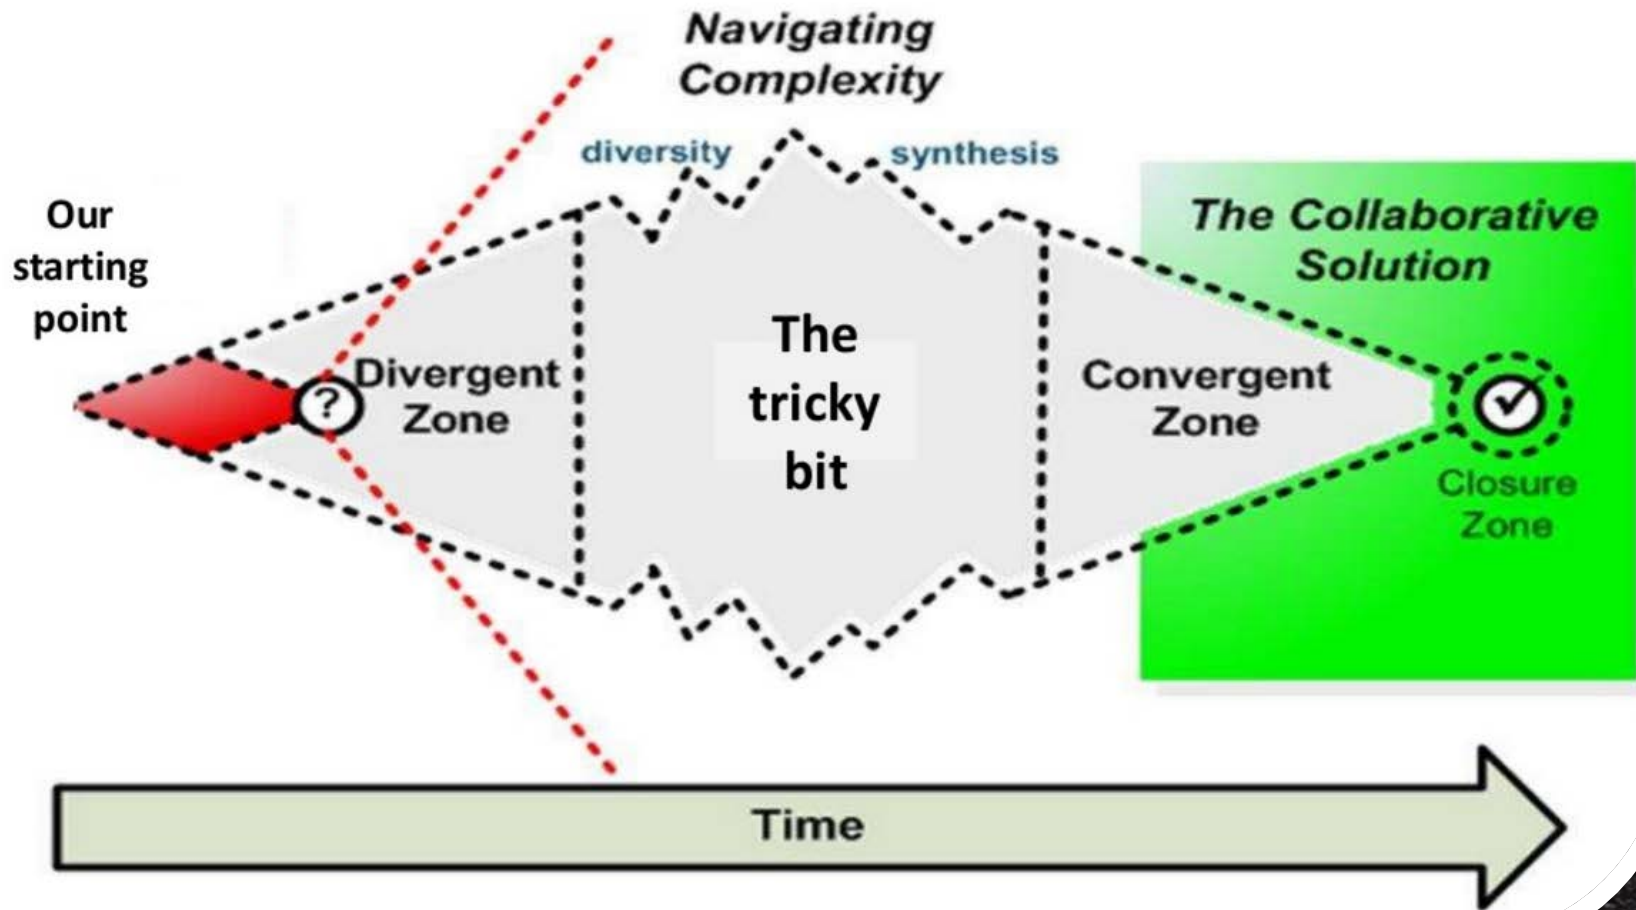 Navigating
Complexity
diversity
synthesis
Our
starting
point
The Collaborative
Solution
?
Divergent
Zone
The
tricky
bit
Convergent
Zone
Closure
Zone
Time